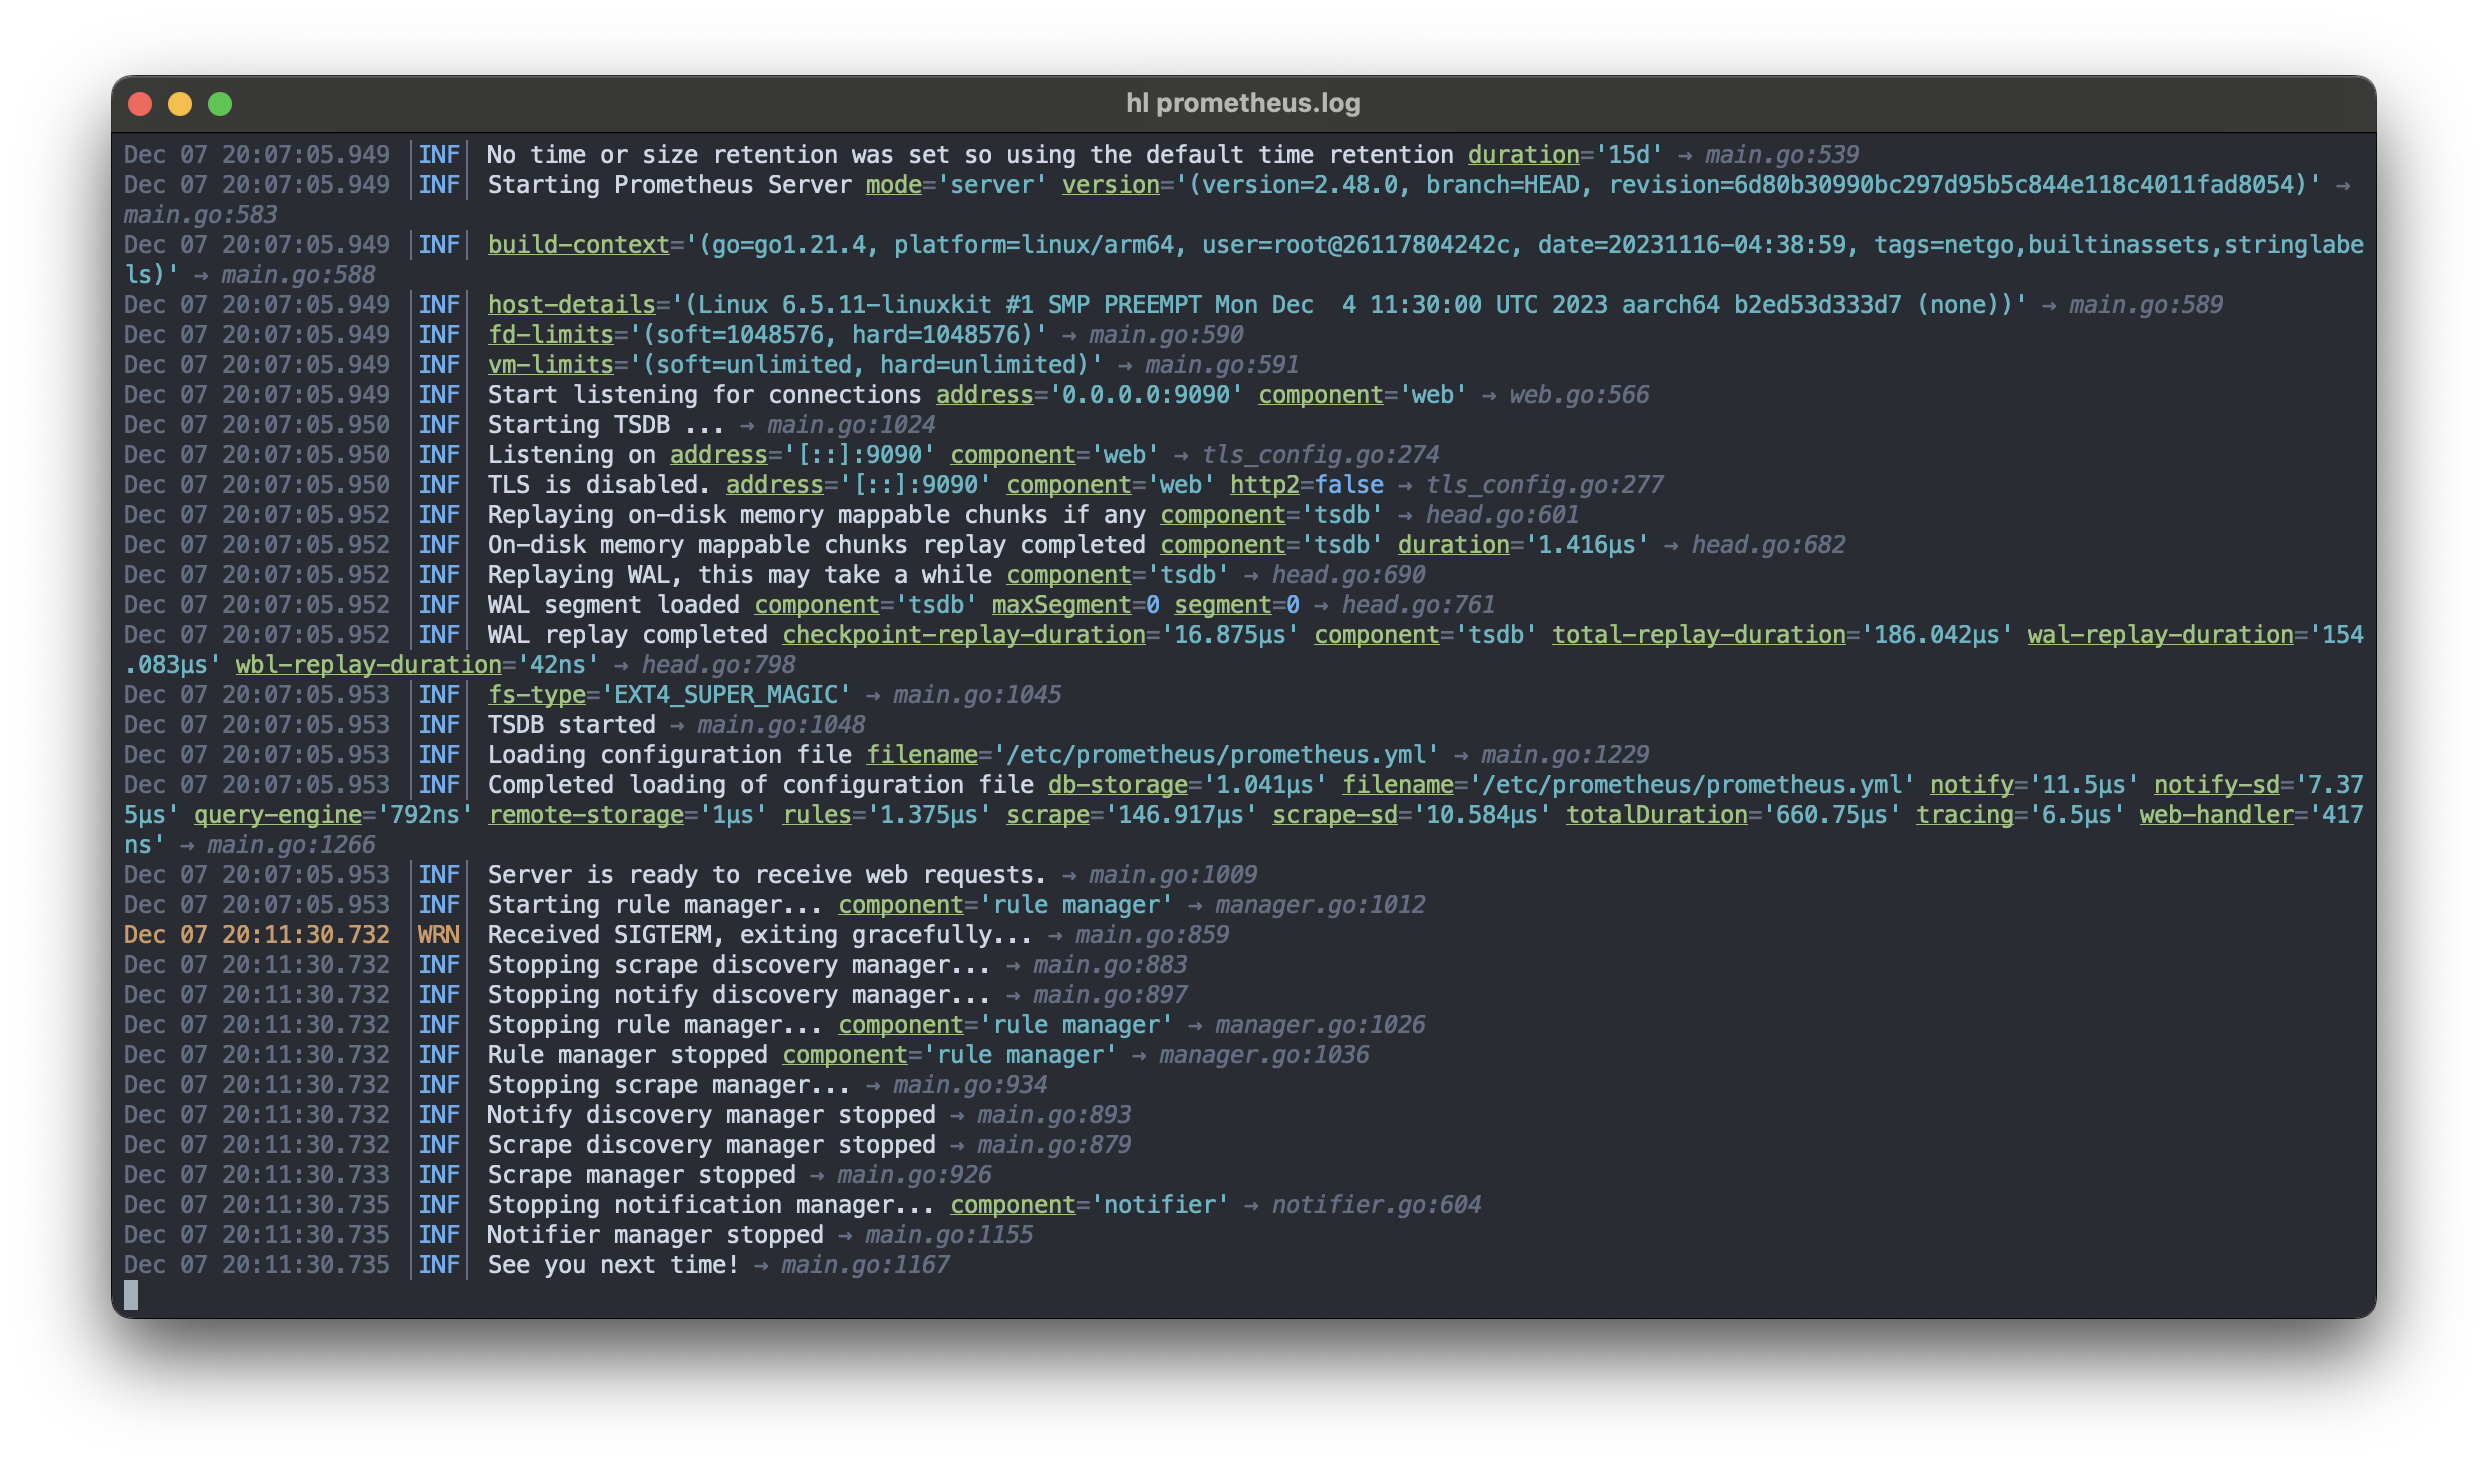 hl prometheus.log
Dec 07 20:07:05.949 |INF| No time or size retention was set so using the default time retention duration='15d' → main.go:539
Dec 07 20:07:05.949 |INF| Starting Prometheus Server mode='server' version='(version=2.48.0, branch=HEAD, revision=6d80b30990bc297d95b5c844e118c4011fad8054)' →
main.go:583
Dec 07 20:07:05.949 |INF| build-context='(go=go1.21.4, platform=linux/arm64, user=root@26117804242c, date=20231116-04:38:59, tags=netgo,builtinassets,stringlabe
ls)' → main.go:588
Dec 07 20:07:05.949 |INF| host-details='(Linux 6.5.11-linuxkit #1 SMP PREEMPT Mon Dec  4 11:30:00 UTC 2023 aarch64 b2ed53d333d7 (none))' → main.go:589
Dec 07 20:07:05.949 |INF| fd-limits='(soft=1048576, hard=1048576)' → main.go:590
Dec 07 20:07:05.949 |INF| vm-limits='(soft=unlimited, hard=unlimited)' → main.go:591
Dec 07 20:07:05.949 |INF| Start listening for connections address='0.0.0.0:9090' component='web' → web.go:566
Dec 07 20:07:05.950 |INF| Starting TSDB ... → main.go:1024
Dec 07 20:07:05.950 |INF| Listening on address='[::]:9090' component='web' → tls_config.go:274
Dec 07 20:07:05.950 |INF| TLS is disabled. address='[::]:9090' component='web' http2=false → tls_config.go:277
Dec 07 20:07:05.952 |INF| Replaying on-disk memory mappable chunks if any component='tsdb' → head.go:601
Dec 07 20:07:05.952 |INF| On-disk memory mappable chunks replay completed component='tsdb' duration='1.416µs' → head.go:682
Dec 07 20:07:05.952 |INF| Replaying WAL, this may take a while component='tsdb' → head.go:690
Dec 07 20:07:05.952 |INF| WAL segment loaded component='tsdb' maxSegment=0 segment=0 → head.go:761
Dec 07 20:07:05.952 |INF| WAL replay completed checkpoint-replay-duration='16.875µs' component='tsdb' total-replay-duration='186.042µs' wal-replay-duration='154
.083µs' wbl-replay-duration='42ns' → head.go:798
Dec 07 20:07:05.953 |INF| fs-type='EXT4_SUPER_MAGIC' → main.go:1045
Dec 07 20:07:05.953 |INF| TSDB started → main.go:1048
Dec 07 20:07:05.953 |INF| Loading configuration file filename='/etc/prometheus/prometheus.yml' → main.go:1229
Dec 07 20:07:05.953 |INF| Completed loading of configuration file db-storage='1.041µs' filename='/etc/prometheus/prometheus.yml' notify='11.5µs' notify-sd='7.37
5µs' query-engine='792ns' remote-storage='1µs' rules='1.375µs' scrape='146.917µs' scrape-sd='10.584µs' totalDuration='660.75µs' tracing='6.5µs' web-handler='417
ns' → main.go:1266
Dec 07 20:07:05.953 |INF| Server is ready to receive web requests. → main.go:1009
Dec 07 20:07:05.953 |INF| Starting rule manager... component='rule manager' → manager.go:1012
Dec 07 20:11:30.732 |WRN| Received SIGTERM, exiting gracefully... → main.go:859
Dec 07 20:11:30.732 |INF| Stopping scrape discovery manager... → main.go:883
Dec 07 20:11:30.732 |INF| Stopping notify discovery manager... → main.go:897
Dec 07 20:11:30.732 |INF| Stopping rule manager... component='rule manager' → manager.go:1026
Dec 07 20:11:30.732 |INF| Rule manager stopped component='rule manager' → manager.go:1036
Dec 07 20:11:30.732 |INF| Stopping scrape manager... → main.go:934
Dec 07 20:11:30.732 |INF| Notify discovery manager stopped → main.go:893
Dec 07 20:11:30.732 |INF| Scrape discovery manager stopped → main.go:879
Dec 07 20:11:30.733 |INF| Scrape manager stopped → main.go:926
Dec 07 20:11:30.735 |INF| Stopping notification manager... component='notifier' → notifier.go:604
Dec 07 20:11:30.735 |INF| Notifier manager stopped → main.go:1155
Dec 07 20:11:30.735 |INF| See you next time! → main.go:1167